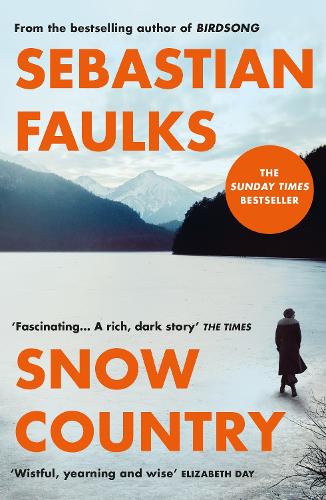 From the bestselling author of BIRDSONG
SEBASTIAN
FAULKS
THE
SUNDAY TIMES
BESTSELLER
'Fascinating... A rich, dark story' THE TIMES
SNOW
COUNTRY
'Wistful, yearning and wise' ELIZABETH DAY